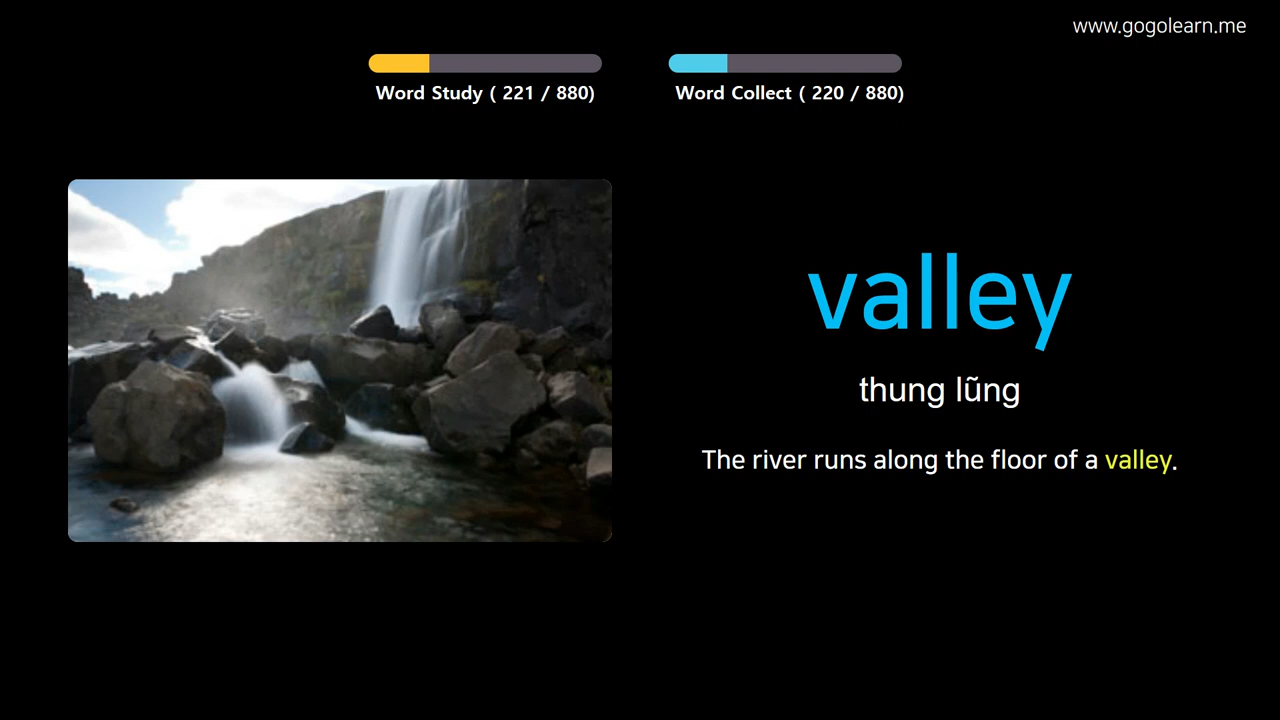 www.gogolearn.me
Word Study ( 221 / 880)
Word Collect ( 220 / 880)
valley
thung lũng
The river runs along the floor of a valley.